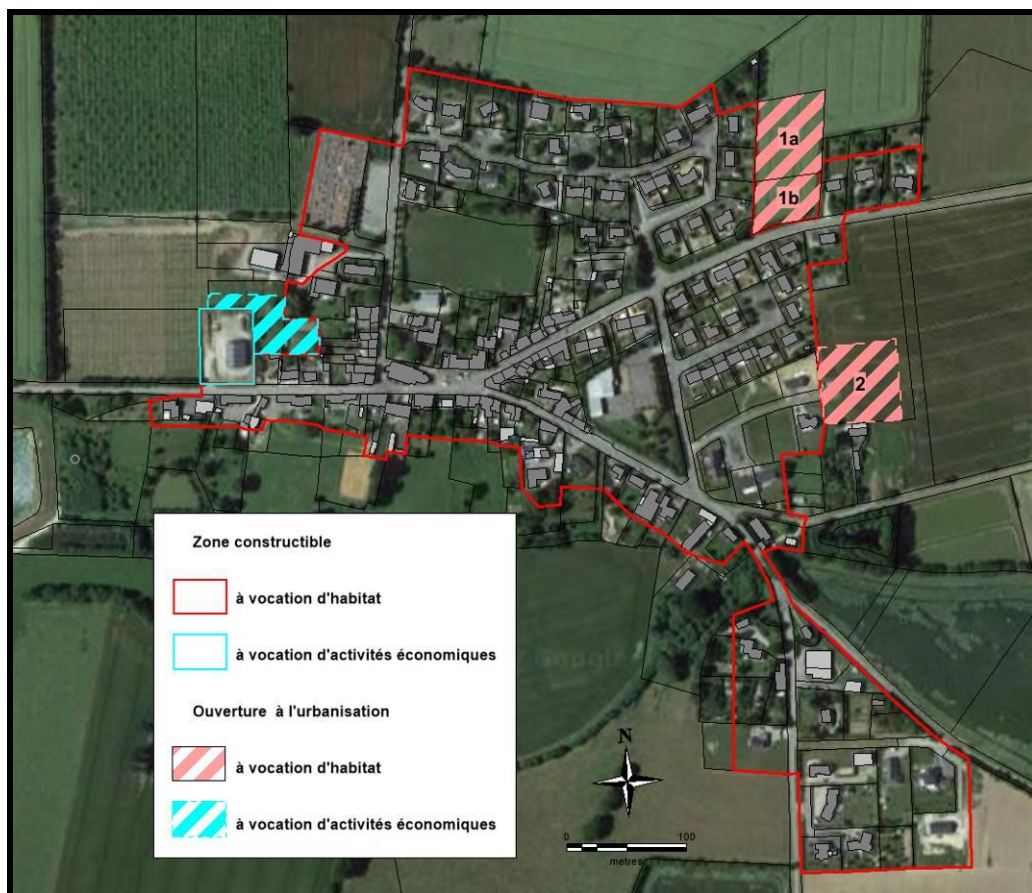 1a
1b
2
Zone constructible
à vocation d'habitat
à vocation d'activités économiques
Ouverture à l'urbanisation
à vocation d'habitat
à vocation d'activités économiques
N
0 100
metres
Google